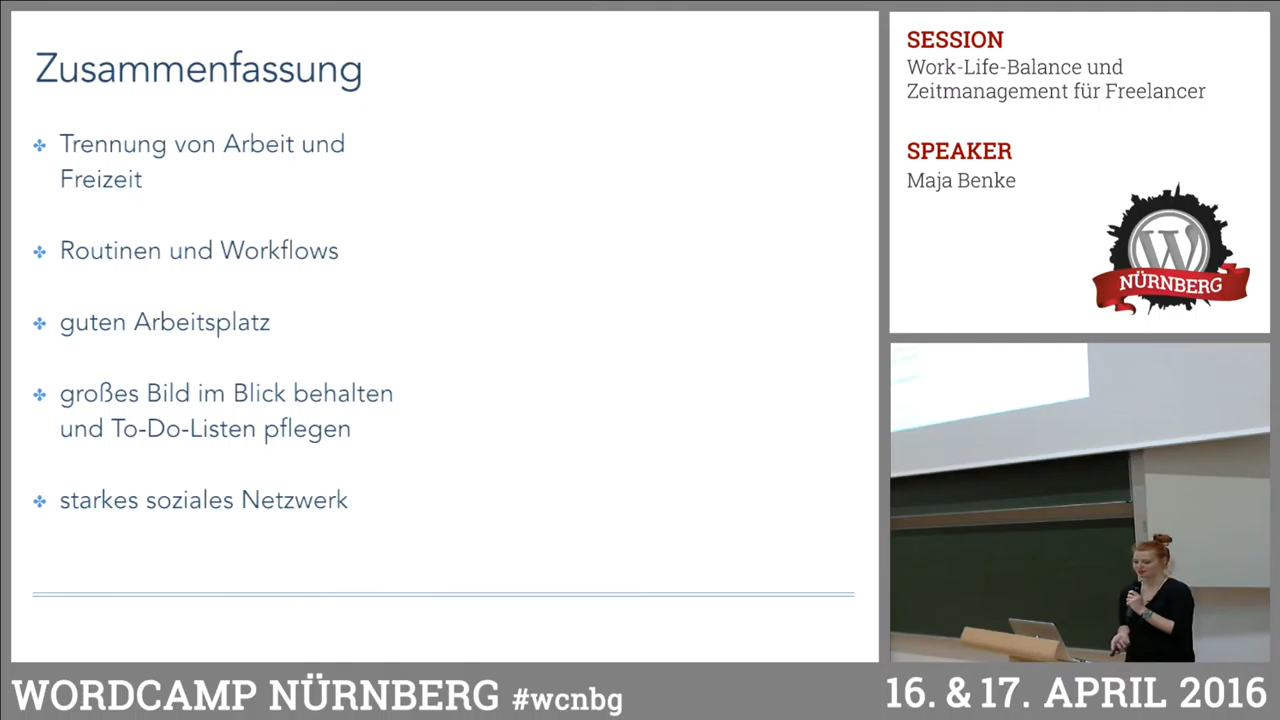 Zusammenfassung
Trennung von Arbeit und
Freizeit
Routinen und Workflows
guten Arbeitsplatz
großes Bild im Blick behalten
und To-Do-Listen pflegen
starkes soziales Netzwerk
SESSION
Work-Life-Balance und
Zeitmanagement für Freelancer
SPEAKER
Maja Benke
W
NÜRNBERG
WORDCAMP NÜRNBERG #wcnbg
16. & 17. APRIL 2016